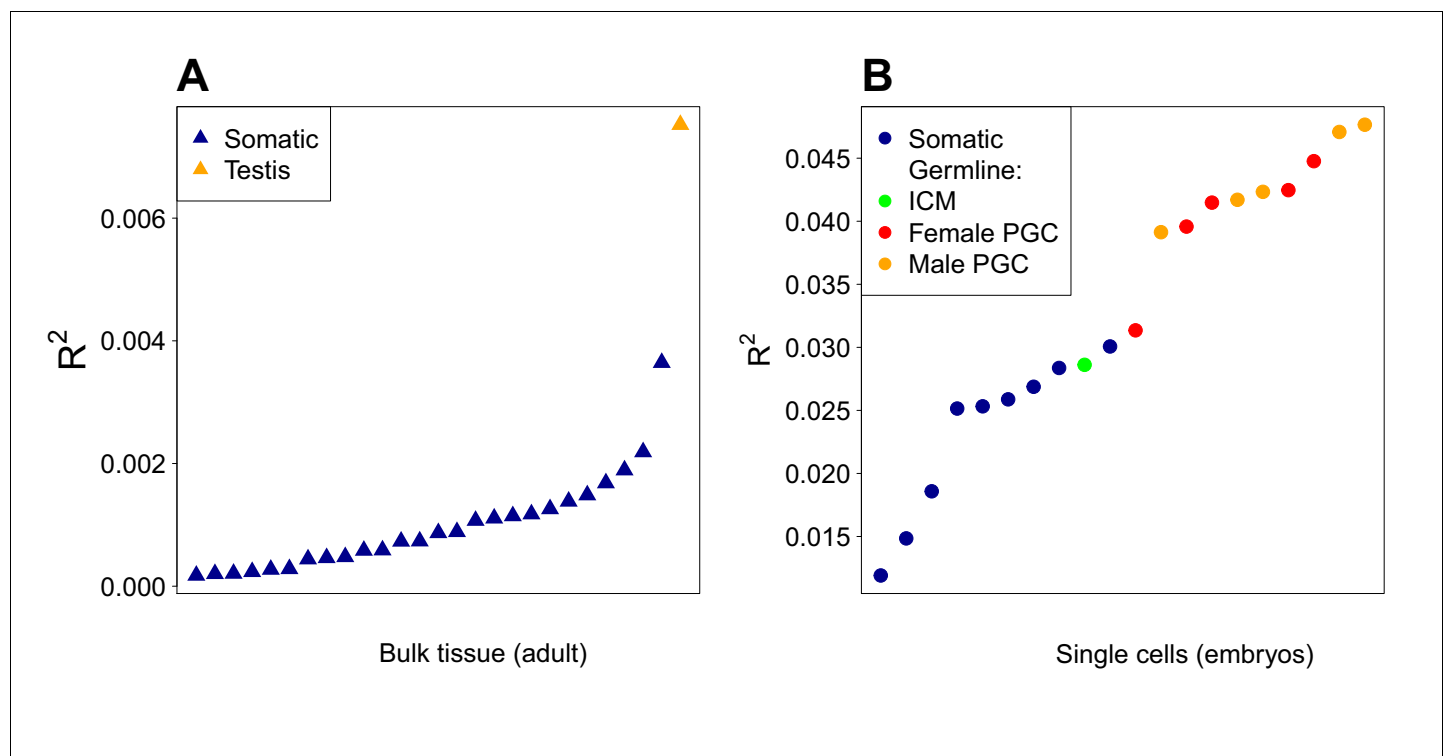 A
Somatic
Testis
0.006
0.004
0.002
0.000
R²
Bulk tissue (adult)
B
Somatic
Germline:
ICM
Female PGC
Male PGC
0.045
0.040
0.035
0.030
0.025
0.020
0.015
R²
Single cells (embryos)